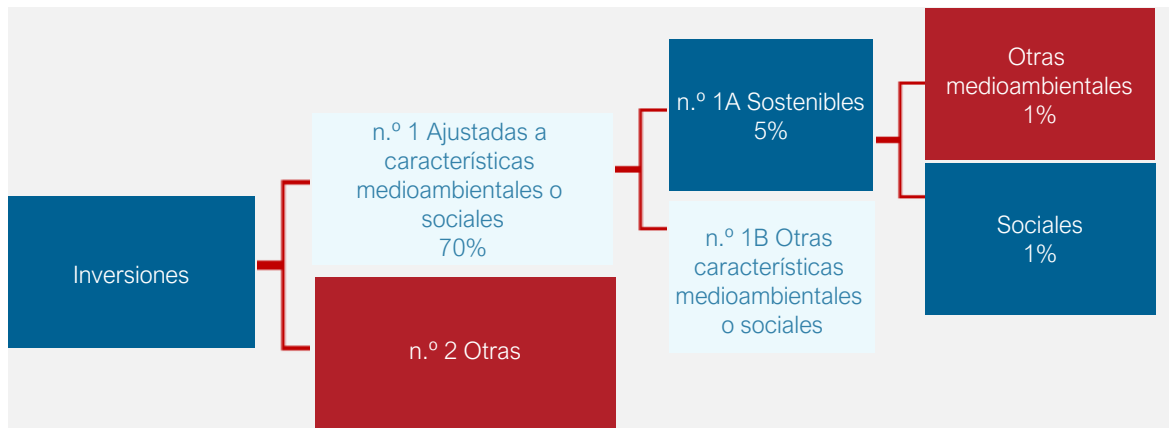 Inversiones
n.º 1 Ajustadas a
características
medioambientales o
sociales
70%
n.º 2 Otras
n.º 1A Sostenibles
5%
n.º 1B Otras
características
medioambientales
o sociales
Otras
medioambientales
1%
Sociales
1%